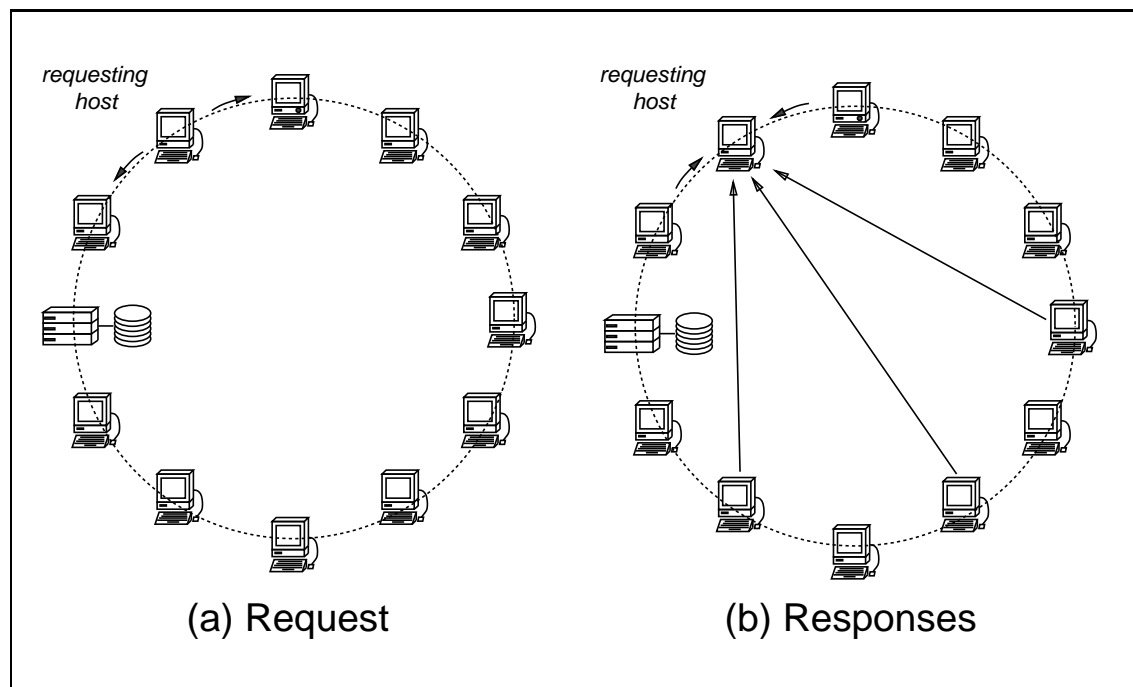 requesting
host
requesting
host
(a) Request
(b) Responses